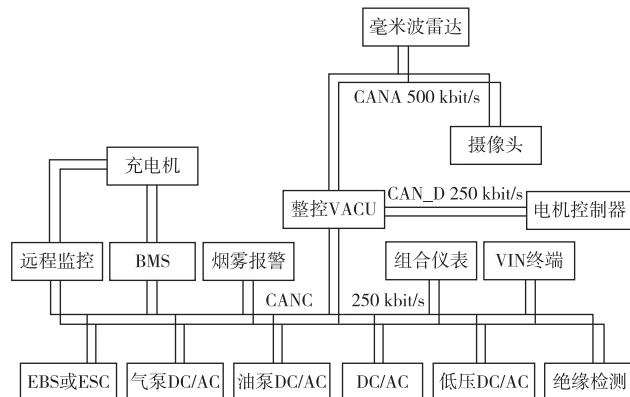 毫米波雷达
CANA 500 kbit/s
摄像头
充电机
整控VACU
CAN_D 250 kbit/s
电机控制器
远程监控
BMS
烟雾报警
组合仪表
VIN终端
CANC
250 kbit/s
EBS或ESC
气泵DC/AC
油泵DC/AC
DC/AC
低压DC/AC
绝缘检测